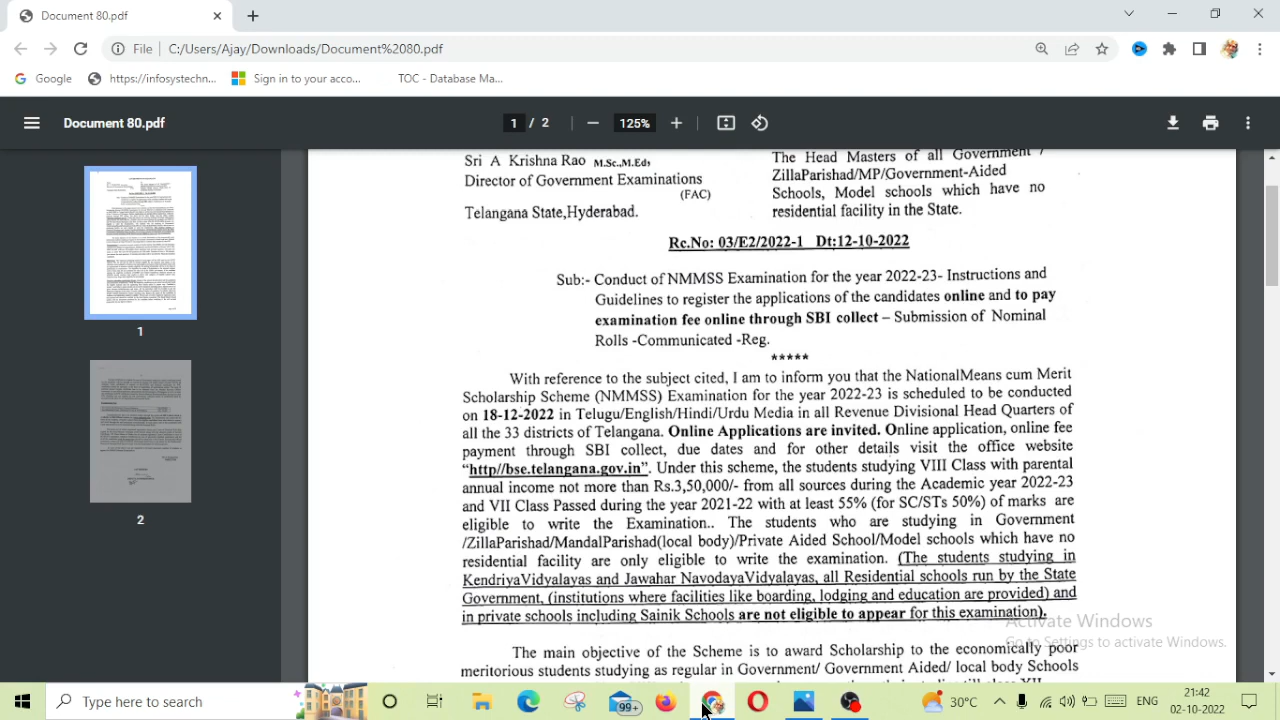 Document 80.pdf
File
C:/Users/Ajay/Downloads/Document%2080.pdf
Google
https://infosystechn...
Sign in to your acco...
TOC - Database Ma...
Document 80.pdf
1 / 2
125%
1
2
Sri A Krishna Rao M.Sc.,M.Ed,
Director of Government Examinations
(FAC)
Telangana State,Hyderabad.
The Head Masters of all Government /
ZillaParishad/MP/Government-Aided
Schools, Model schools which have no
residential facility in the State.
Rc.No: 03/E2/2022-1 Dt:12-10-2022
Sub:- Conduct of NMMSS Examination for the year 2022-23- Instructions and
Guidelines to register the applications of the candidates online and to pay
examination fee online through SBI collect – Submission of Nominal
Rolls -Communicated -Reg.
*****
With reference to the subject cited, I am to inform you that the NationalMeans cum Merit
Scholarship Scheme (NMMSS) Examination for the year 2022-23 is scheduled to be conducted
on 18-12-2022 in Telugu/English/Hindi/Urdu Media in all Revenue Divisional Head Quarters of
all the 33 districts of Telangana. Online Applications are invited. Online application, online fee
payment through SBI collect, due dates and for other details visit the office website
“http//bse.telangana.gov.in”. Under this scheme, the students studying VIII Class with parental
annual income not more than Rs.3,50,000/- from all sources during the Academic year 2022-23
and VII Class Passed during the year 2021-22 with at least 55% (for SC/STs 50%) of marks are
eligible to write the Examination.. The students who are studying in Government
/ZillaParishad/MandalParishad(local body)/Private Aided School/Model schools which have no
residential facility are only eligible to write the examination. (The students studying in
KendriyaVidyalayas and Jawahar NavodayaVidyalayas, all Residential schools run by the State
Government, (institutions where facilities like boarding, lodging and education are provided) and
in private schools including Sainik Schools are not eligible to appear for this examination).
The main objective of the Scheme is to award Scholarship to the economically poor
meritorious students studying as regular in Government/ Government Aided/ local body Schools
Activate Windows
Go to Settings to activate Windows.
Type here to search
99+
30°C
ENG
21:42
02-10-2022